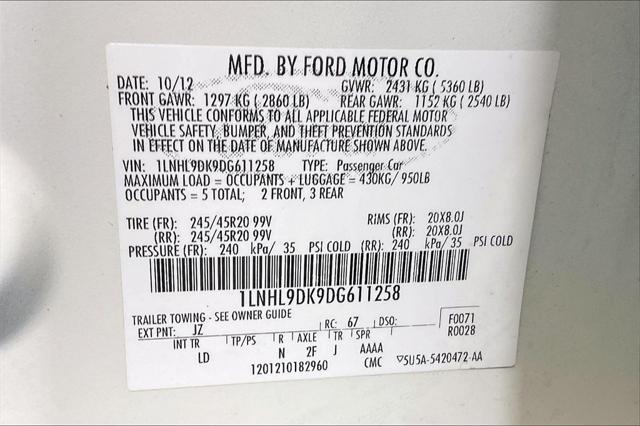 MFD. BY FORD MOTOR CO.
DATE: 10/12 GVWR: 2431 KG ( 5360 LB)
FRONT GAWR: 1297 KG ( 2860 LB) REAR GAWR: 1152 KG ( 2540 LB)
THIS VEHICLE CONFORMS TO ALL APPLICABLE FEDERAL MOTOR
VEHICLE SAFETY, BUMPER, AND THEFT PREVENTION STANDARDS
IN EFFECT ON THE DATE OF MANUFACTURE SHOWN ABOVE.
VIN: 1LNHL9DK9DG611258 TYPE: Passenger Car
MAXIMUM LOAD = OCCUPANTS + LUGGAGE = 430KG/ 950LB
OCCUPANTS = 5 TOTAL: 2 FRONT, 3 REAR
TIRE (FR): 245/45R20 99V RIMS (FR): 20X8.0J
(RR): 245/45R20 99V (RR): 20X8.0J
PRESSURE (FR): 240 kPa/ 35 PSI COLD (RR): 240 kPa/ 35 PSI COLD
1LNHL9DK9DG611258
TRAILER TOWING - SEE OWNER GUIDE
EXT PNT: JZ RC: 67 DSO: F0071
R0028
INT TR TP/PS R AXLE TR SPR
LD N 2F J AAAA
1201210182960 CMC ▽5U5A-5420472-AA